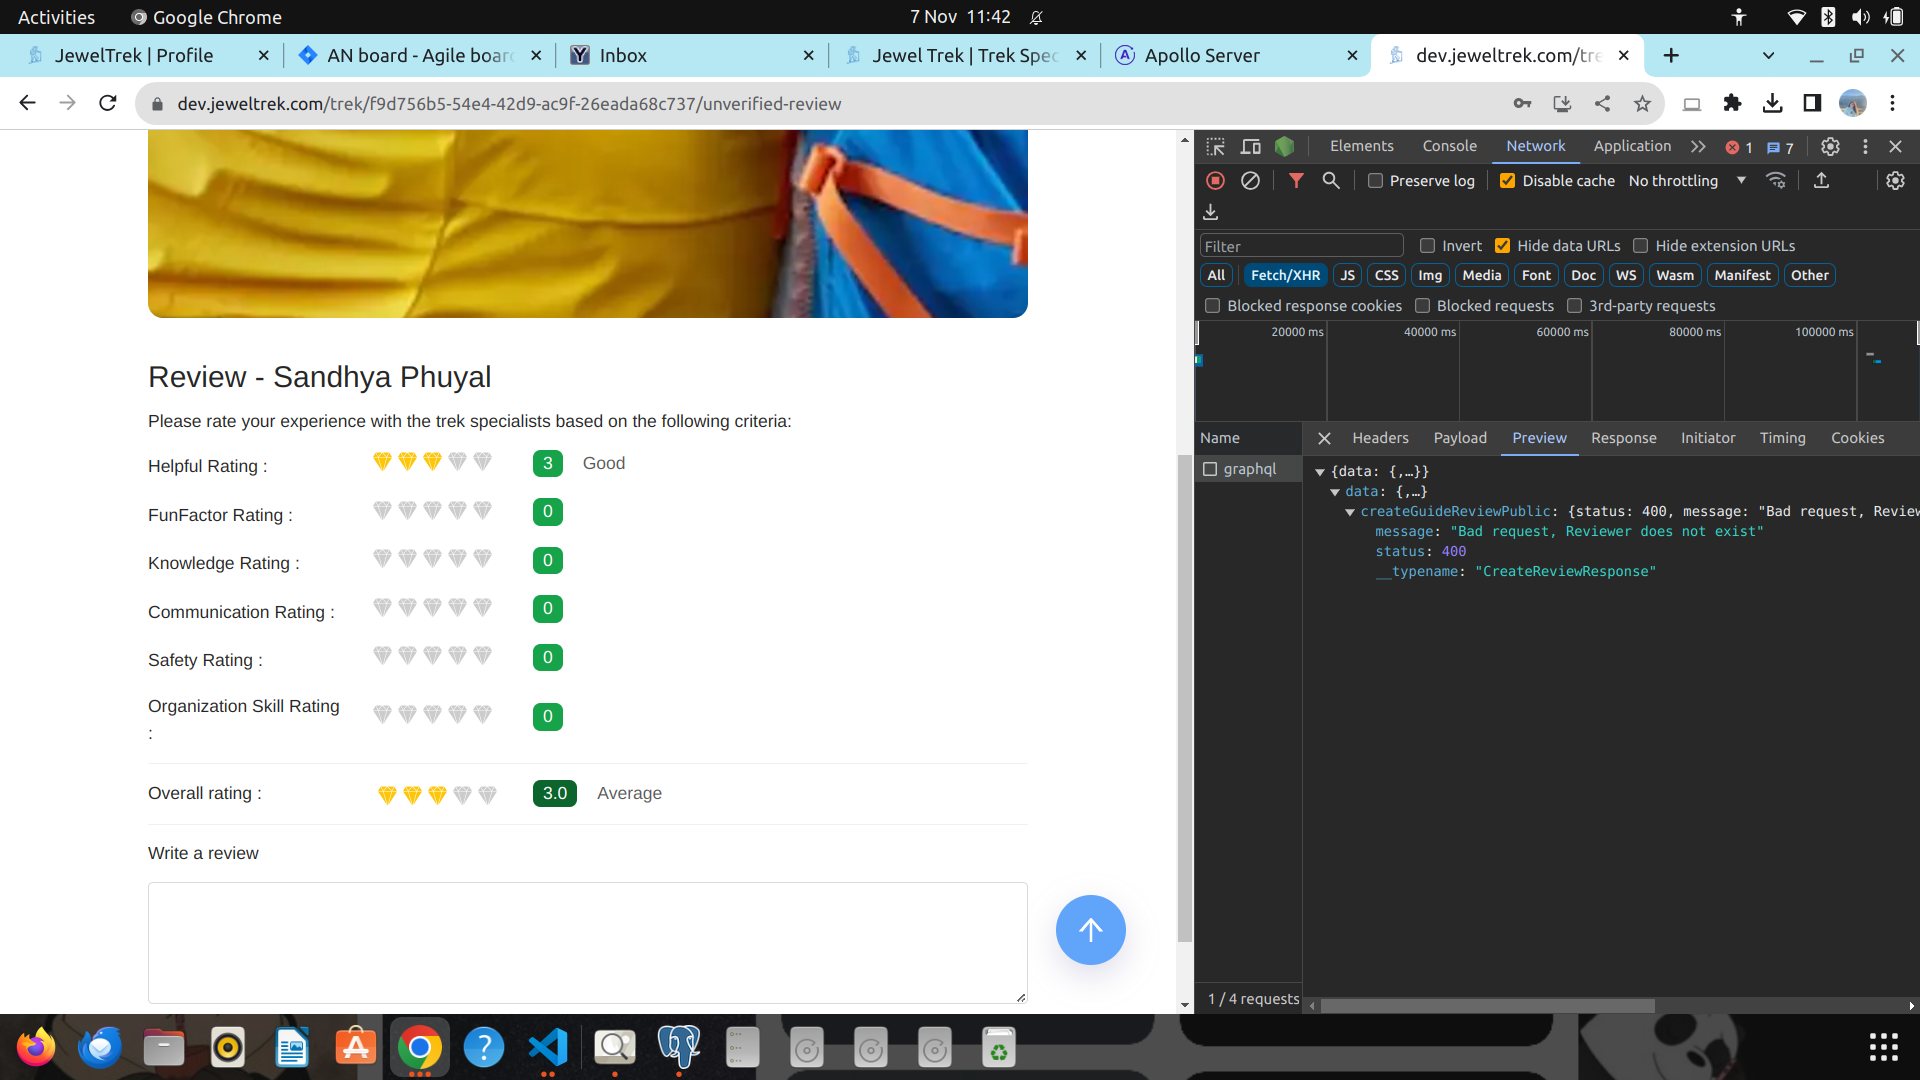 Activities
Google Chrome
7 Nov 11:42
JewelTrek | Profile
AN board - Agile board
Inbox
Jewel Trek | Trek Spec
Apollo Server
dev.jeweltrek.com/tre
dev.jeweltrek.com/trek/f9d756b5-54e4-42d9-ac9f-26eada68c737/unverified-review
Review - Sandhya Phuyal
Please rate your experience with the trek specialists based on the following criteria:
Helpful Rating :
3
Good
FunFactor Rating :
0
Knowledge Rating :
0
Communication Rating :
0
Safety Rating :
0
Organization Skill Rating
:
0
Overall rating :
3.0
Average
Write a review
Elements
Console
Network
Application
1
7
Preserve log
Disable cache
No throttling
Filter
Invert
Hide data URLs
Hide extension URLs
All
Fetch/XHR
JS
CSS
Img
Media
Font
Doc
WS
Wasm
Manifest
Other
Blocked response cookies
Blocked requests
3rd-party requests
20000 ms
40000 ms
60000 ms
80000 ms
100000 ms
Name
Headers
Payload
Preview
Response
Initiator
Timing
Cookies
graphql
{data: {,…}}
data: {,…}
createGuideReviewPublic: {status: 400, message: "Bad request, Review
message: "Bad request, Reviewer does not exist"
status: 400
__typename: "CreateReviewResponse"
1 / 4 requests